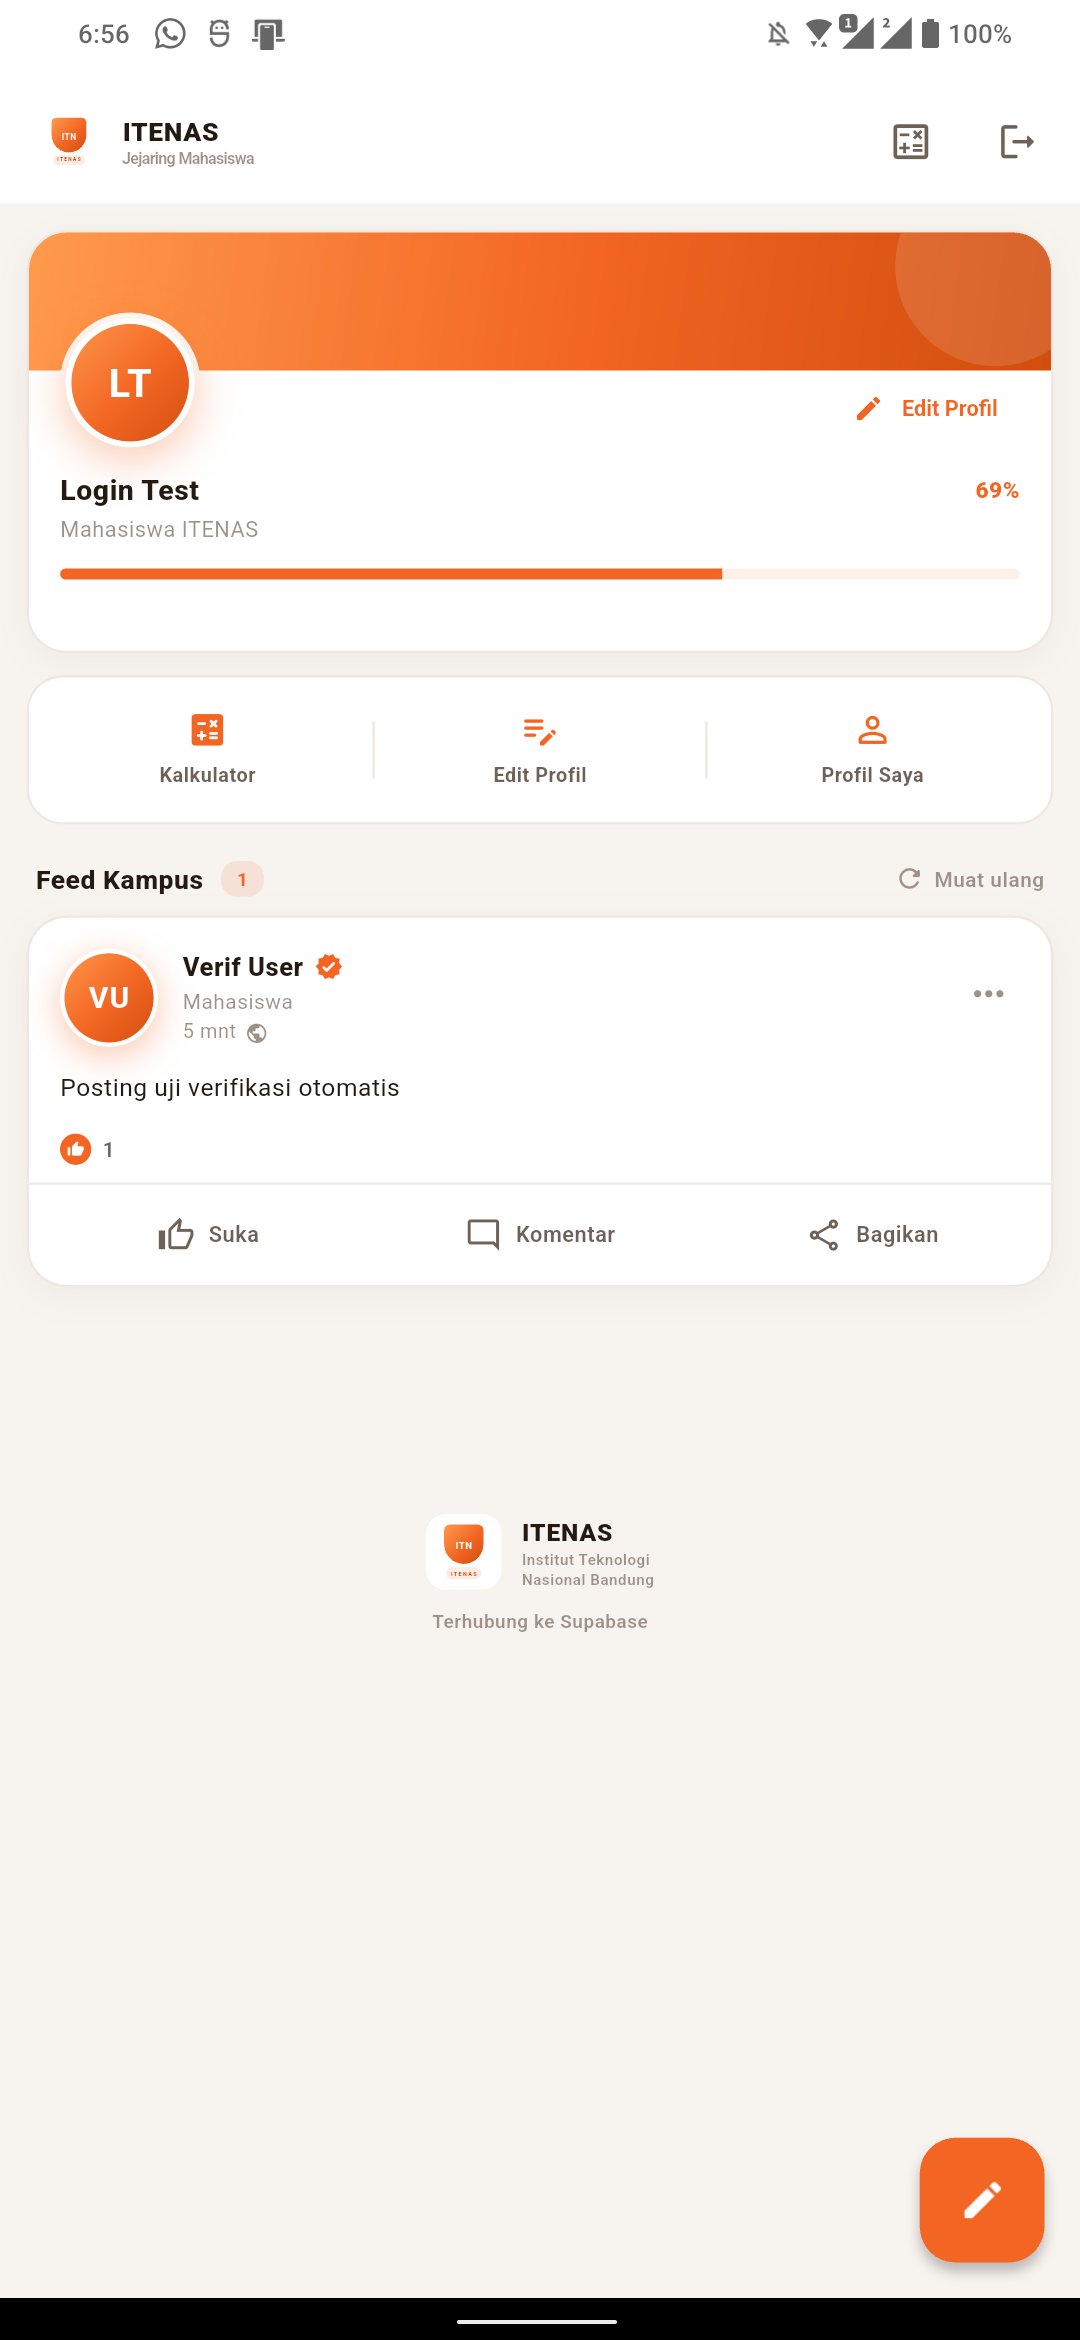 6:56
1
2
100%
ITN
ITENAS
ITENAS
Jejaring Mahasiswa
LT
Edit Profil
Login Test
69%
Mahasiswa ITENAS
Kalkulator
Edit Profil
Profil Saya
Feed Kampus
1
Muat ulang
VU
Verif User
Mahasiswa
5 mnt
Posting uji verifikasi otomatis
1
Suka
Komentar
Bagikan
ITN
ITENAS
ITENAS
Institut Teknologi
Nasional Bandung
Terhubung ke Supabase